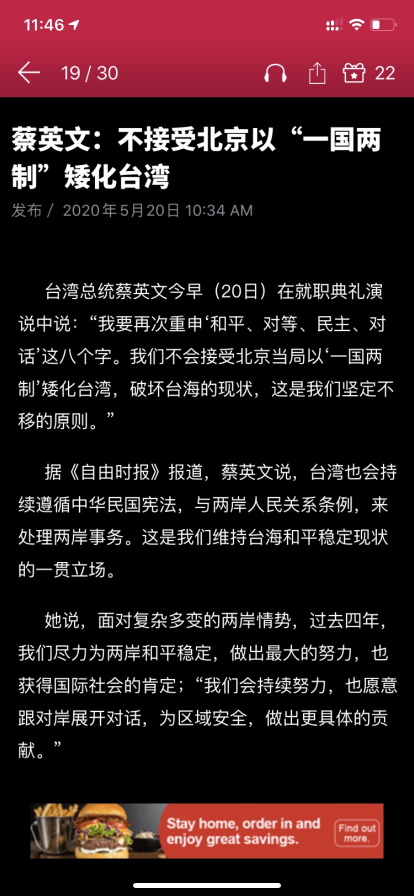 11:46
19 / 30
22
蔡英文：不接受北京以“一国两
制”矮化台湾
发布 / 2020年5月20日 10:34 AM
台湾总统蔡英文今早（20日）在就职典礼演
说中说：“我要再次重申‘和平、对等、民主、对
话’这八个字。我们不会接受北京当局以‘一国两
制’矮化台湾，破坏台海的现状，这是我们坚定不
移的原则。”
据《自由时报》报道，蔡英文说，台湾也会持
续遵循中华民国宪法，与两岸人民关系条例，来
处理两岸事务。这是我们维持台海和平稳定现状
的一贯立场。
她说，面对复杂多变的两岸情势，过去四年，
我们尽力为两岸和平稳定，做出最大的努力，也
获得国际社会的肯定；“我们会持续努力，也愿意
跟对岸展开对话，为区域安全，做出更具体的贡
献。”
Stay home, order in and
enjoy great savings.
Find out
more.